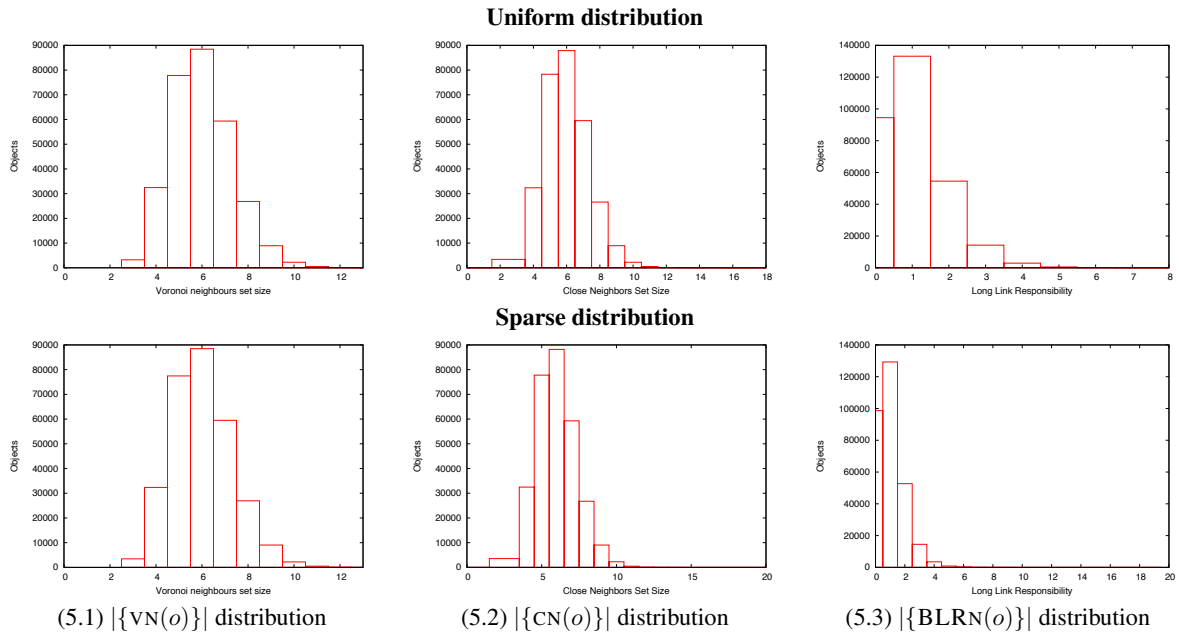 Uniform distribution
90000
80000
70000
60000
50000
40000
30000
20000
10000
0
Objects
0 2 4 6 8 10 12
Voronoi neighbours set size
90000
80000
70000
60000
50000
40000
30000
20000
10000
0
Objects
0 2 4 6 8 10 12 14 16 18
Close Neighbors Set Size
140000
120000
100000
80000
60000
40000
20000
0
Objects
0 1 2 3 4 5 6 7 8
Long Link Responsibility
Sparse distribution
90000
80000
70000
60000
50000
40000
30000
20000
10000
0
Objects
0 2 4 6 8 10 12
Voronoi neighbours set size
90000
80000
70000
60000
50000
40000
30000
20000
10000
0
Objects
0 5 10 15 20
Close Neighbors Set Size
140000
120000
100000
80000
60000
40000
20000
0
Objects
0 2 4 6 8 10 12 14 16 18 20
Long Link Responsibility
(5.1) |{VN(o)}| distribution
(5.2) |{CN(o)}| distribution
(5.3) |{BLRN(o)}| distribution